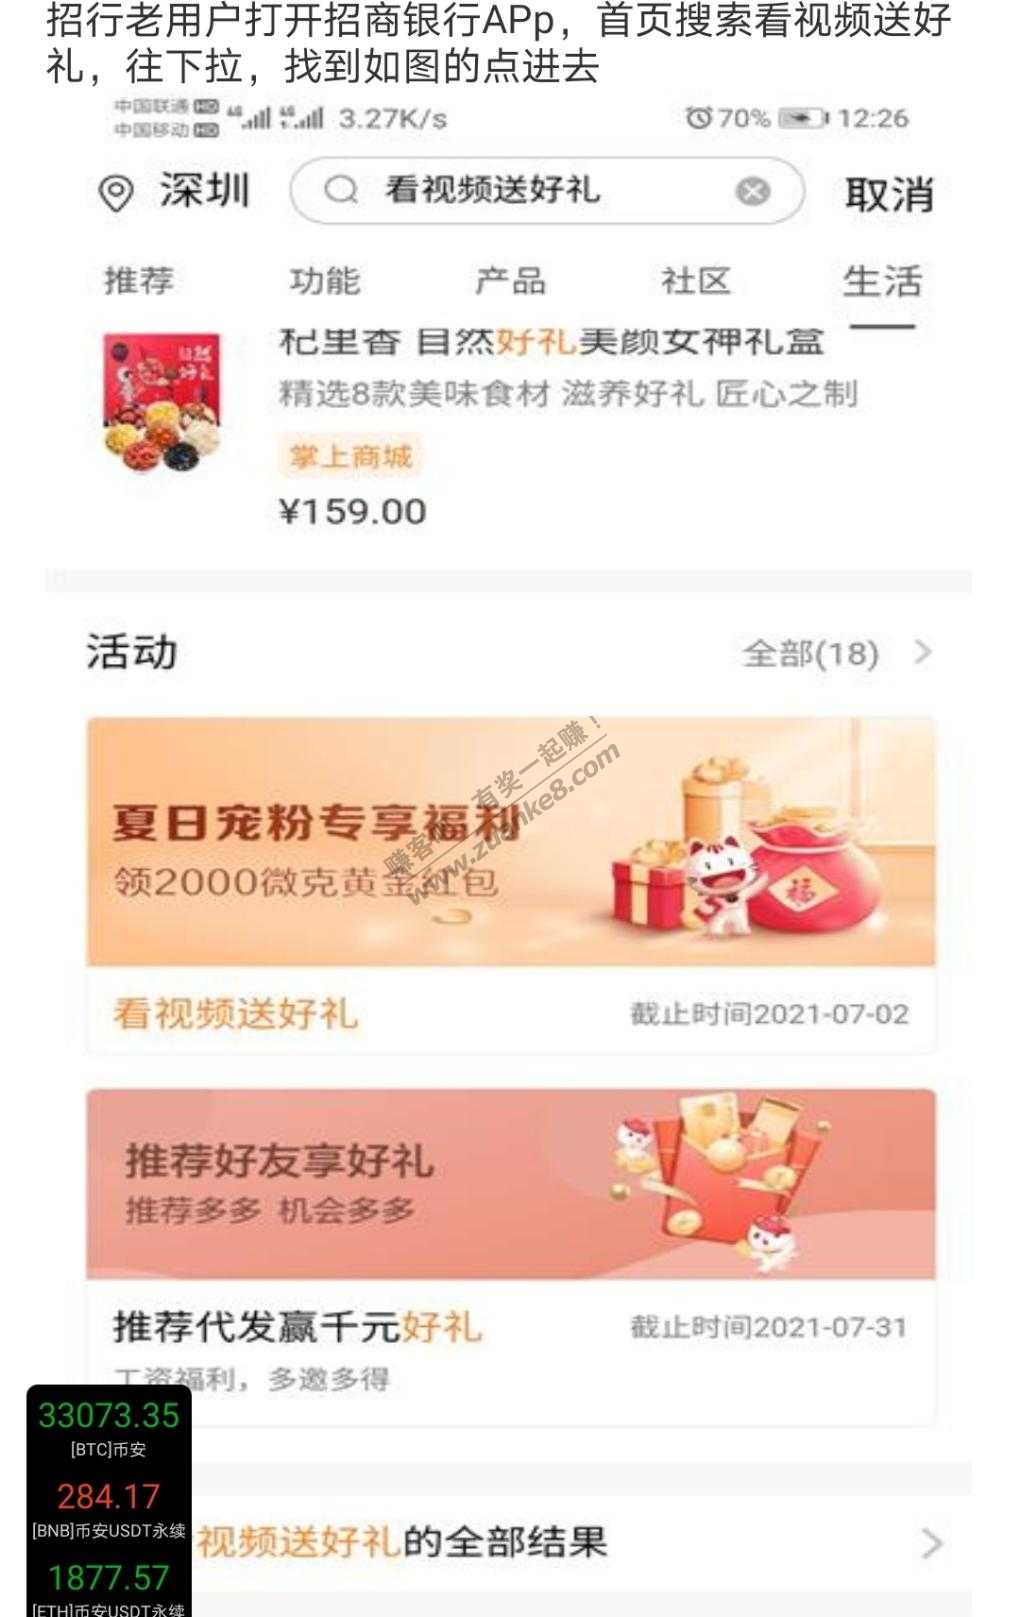 招行老用户打开招商银行APp，首页搜索看视频送好
礼，往下拉，找到如图的点进去
中国联通 HD 4G 4G 3.27K/s 70% 12:26
中国移动 HD
深圳 看视频送好礼 取消
推荐 功能 产品 社区 生活
杞里香 自然好礼美颜女神礼盒
精选8款美味食材 滋养好礼 匠心之制
掌上商城
¥159.00
活动 全部(18)
夏日宠粉专享福利
领2000微克黄金红包
赚客吧，有奖一起赚！
www.zuanke8.com
福
看视频送好礼 截止时间2021-07-02
推荐好友享好礼
推荐多多 机会多多
推荐代发赢千元好礼 截止时间2021-07-31
工资福利，多邀多得
33073.35
[BTC]币安
284.17
[BNB]币安USDT永续
视频送好礼的全部结果
1877.57
[ETH]币安USDT永续